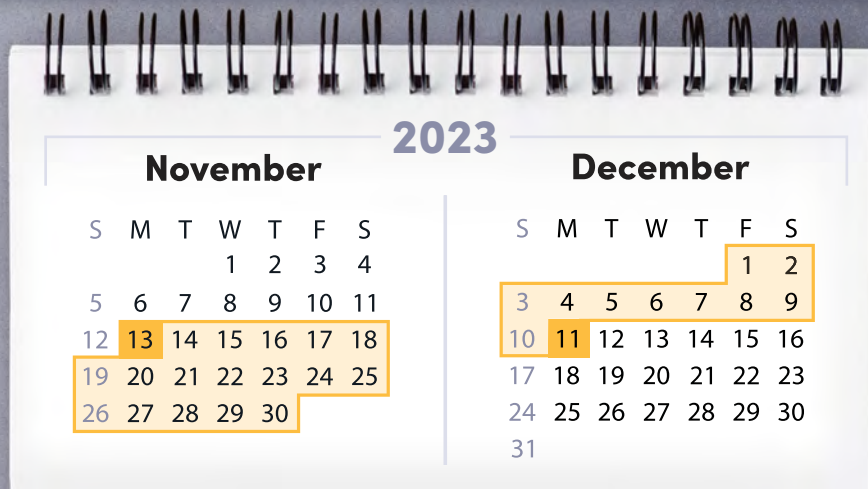 2023
November
S M T W T F S
1 2 3 4
5 6 7 8 9 10 11
12 13 14 15 16 17 18
19 20 21 22 23 24 25
26 27 28 29 30
December
S M T W T F S
1 2
3 4 5 6 7 8 9
10 11 12 13 14 15 16
17 18 19 20 21 22 23
24 25 26 27 28 29 30
31